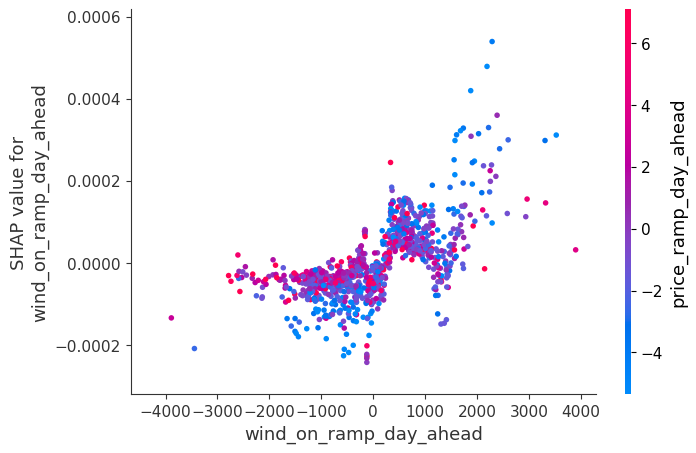 0.0006
0.0004
0.0002
0.0000
−0.0002
SHAP value for
wind_on_ramp_day_ahead
−4000 −3000 −2000 −1000 0 1000 2000 3000 4000
wind_on_ramp_day_ahead
6
4
2
0
−2
−4
price_ramp_day_ahead